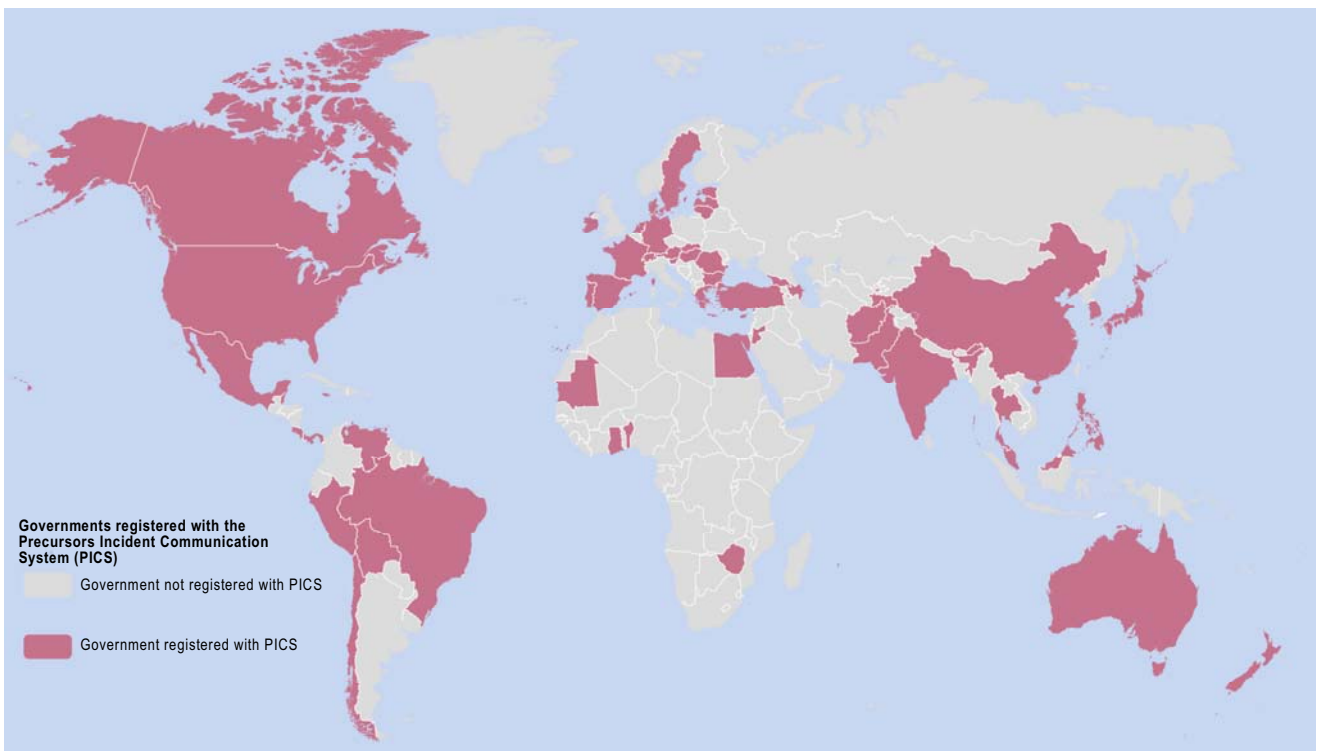 Governments registered with the
Precursors Incident Communication
System (PICS)
Government not registered with PICS
Government registered with PICS